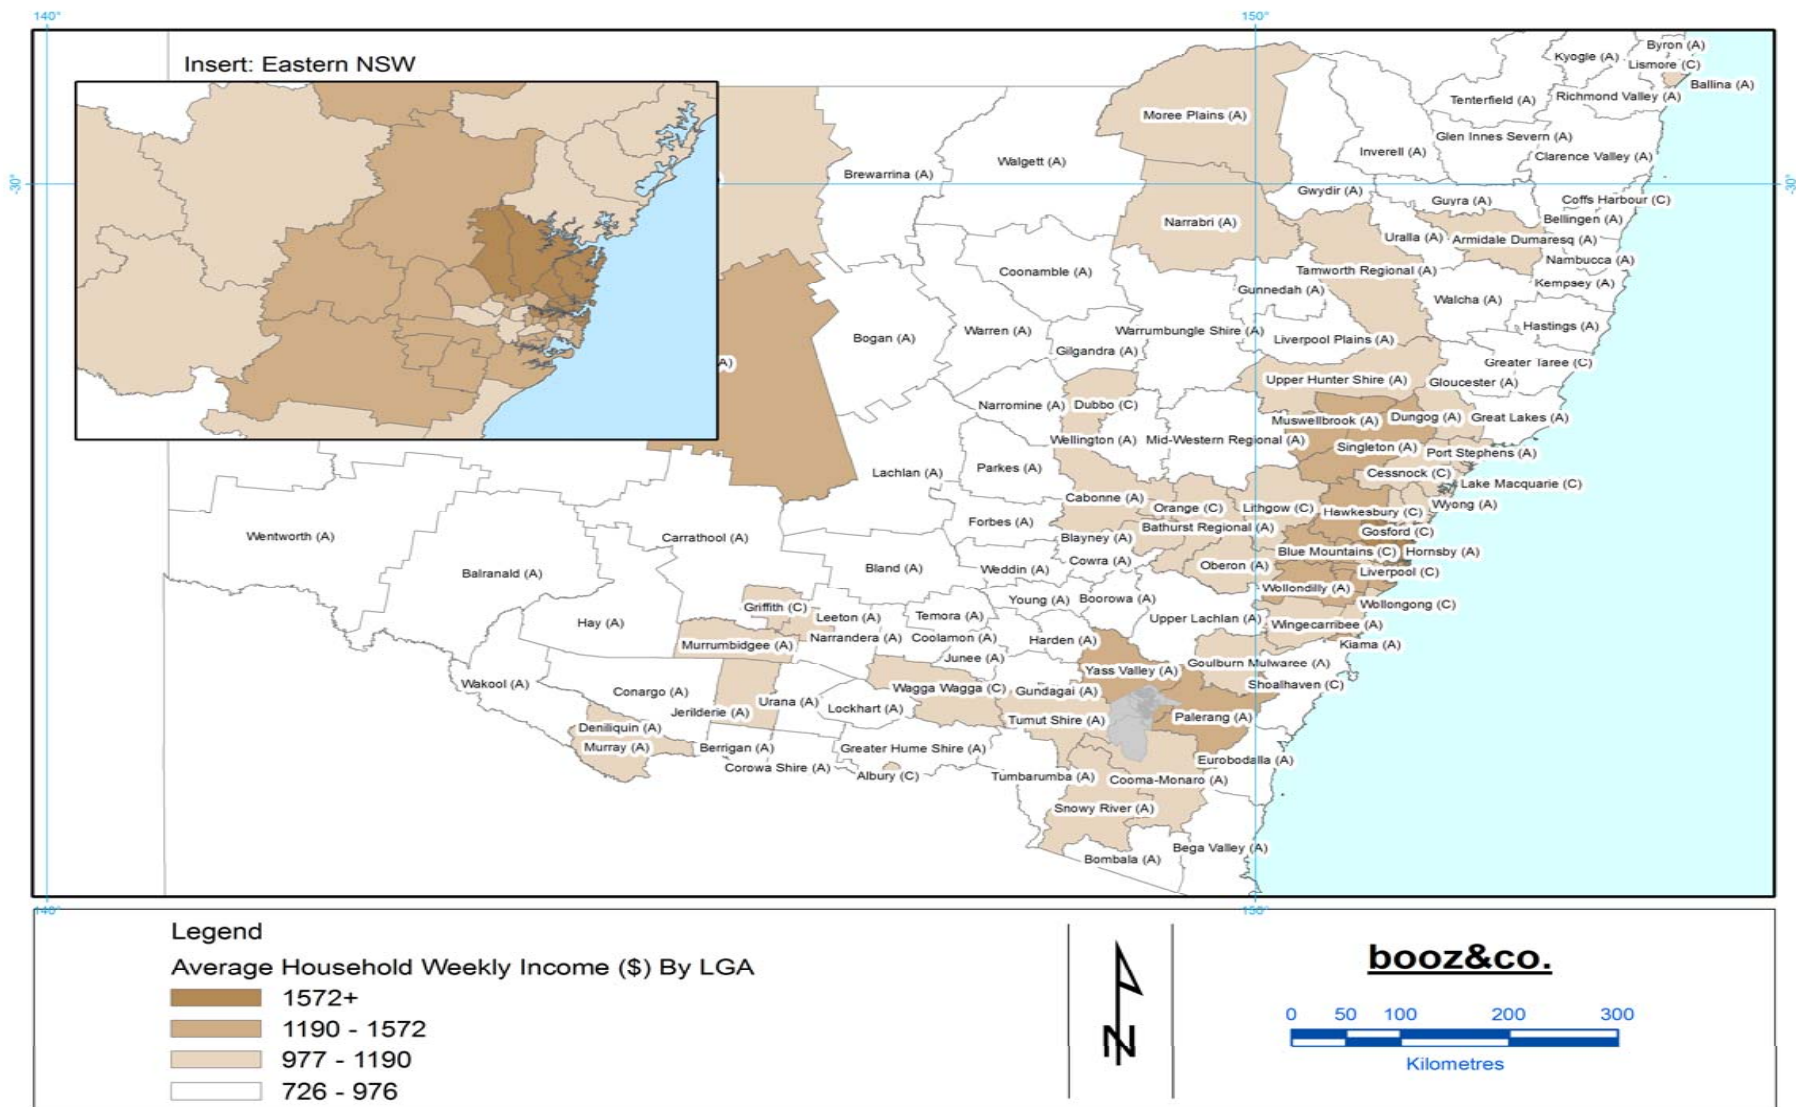 140°
150°
Insert: Eastern NSW
Byron (A)
Kyogle (A)
Lismore (C)
Ballina (A)
Tenterfield (A)
Richmond Valley (A)
Moree Plains (A)
Glen Innes Severn (A)
Inverell (A)
Clarence Valley (A)
Walgett (A)
Brewarrina (A)
-30°
-30°
Gwydir (A)
Guyra (A)
Coffs Harbour (C)
Bellingen (A)
Narrabri (A)
Uralla (A)
Armidale Dumaresq (A)
Nambucca (A)
Coonamble (A)
Tamworth Regional (A)
Kempsey (A)
Gunnedah (A)
Walcha (A)
Hastings (A)
Bogan (A)
Warren (A)
Warrumbungle Shire (A)
Liverpool Plains (A)
Gilgandra (A)
A)
Greater Taree (C)
Upper Hunter Shire (A)
Gloucester (A)
Narromine (A)
Dubbo (C)
Muswellbrook (A)
Dungog (A)
Great Lakes (A)
Wellington (A)
Mid-Western Regional (A)
Singleton (A)
Port Stephens (A)
Lachlan (A)
Parkes (A)
Cessnock (C)
Lake Macquarie (C)
Cabonne (A)
Orange (C)
Lithgow (C)
Hawkesbury (C)
Wyong (A)
Forbes (A)
Bathurst Regional (A)
Gosford (C)
Wentworth (A)
Carrathool (A)
Blayney (A)
Blue Mountains (C)
Hornsby (A)
Balranald (A)
Bland (A)
Weddin (A)
Cowra (A)
Oberon (A)
Liverpool (C)
Wollondilly (A)
Griffith (C)
Leeton (A)
Temora (A)
Young (A)
Boorowa (A)
Wollongong (C)
Hay (A)
Upper Lachlan (A)
Wingecarribee (A)
Murrumbidgee (A)
Narrandera (A)
Coolamon (A)
Harden (A)
Kiama (A)
Junee (A)
Yass Valley (A)
Goulburn Mulwaree (A)
Wakool (A)
Conargo (A)
Wagga Wagga (C)
Gundagai (A)
Shoalhaven (C)
Jerilderie (A)
Urana (A)
Lockhart (A)
Tumut Shire (A)
Palerang (A)
Deniliquin (A)
Murray (A)
Berrigan (A)
Greater Hume Shire (A)
Eurobodalla (A)
Corowa Shire (A)
Albury (C)
Tumbarumba (A)
Cooma-Monaro (A)
Snowy River (A)
Bombala (A)
Bega Valley (A)
140°
150°
Legend
Average Household Weekly Income ($) By LGA
1572+
1190 - 1572
977 - 1190
726 - 976
N
booz&co.
0 50 100 200 300
Kilometres